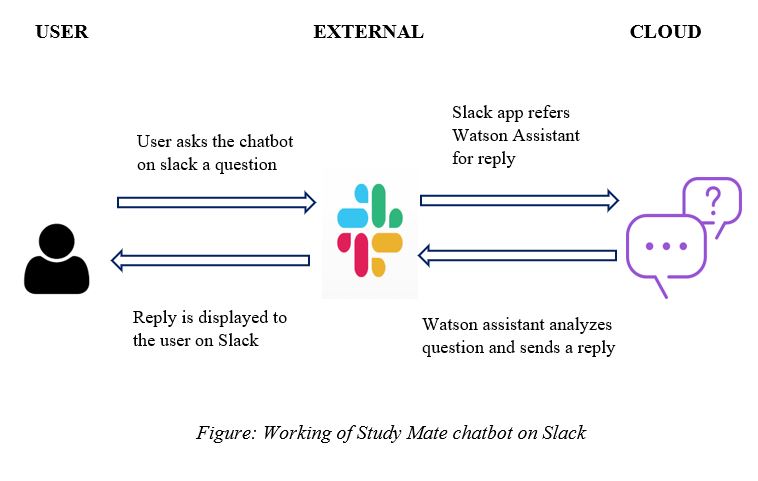 USER
EXTERNAL
CLOUD
User asks the chatbot
on slack a question
Slack app refers
Watson Assistant
for reply
?
Reply is displayed to
the user on Slack
Watson assistant analyzes
question and sends a reply
Figure: Working of Study Mate chatbot on Slack